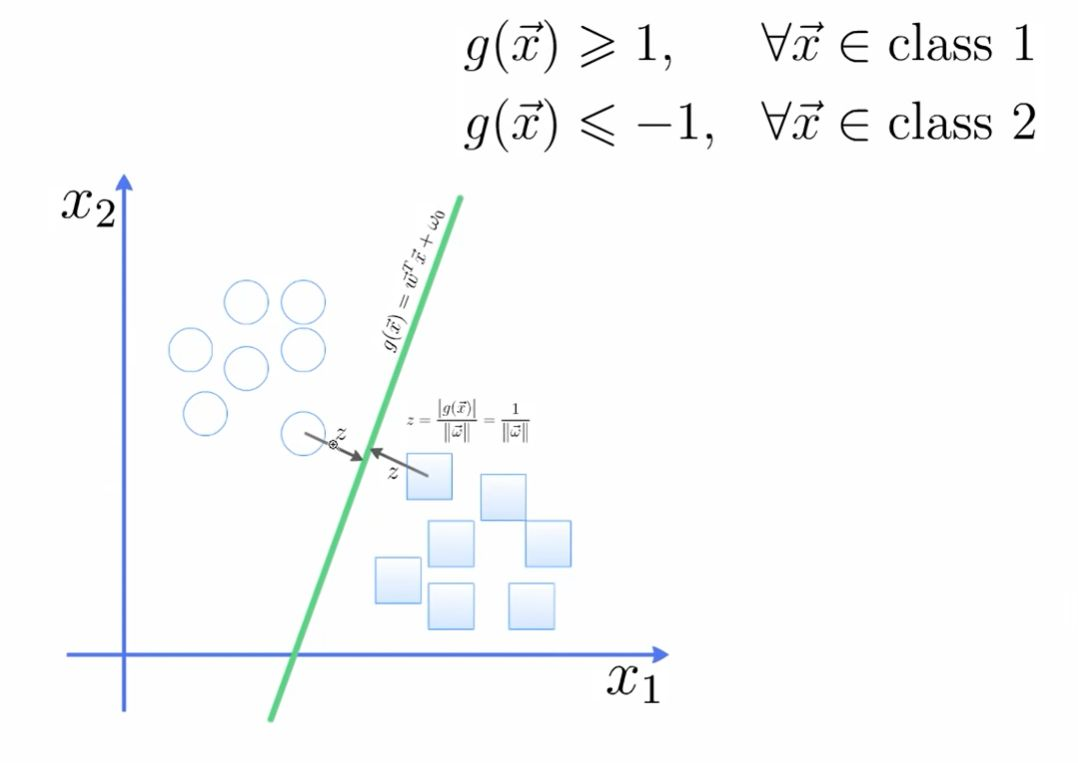 g(x⃗) ⩾ 1, ∀x⃗ ∈ class 1
g(x⃗) ⩽ −1, ∀x⃗ ∈ class 2
x₂
g(x⃗) = w⃗ᵀx⃗ + ω₀
z = |g(x⃗)| / ‖ω⃗‖ = 1 / ‖ω⃗‖
z
z
x₁